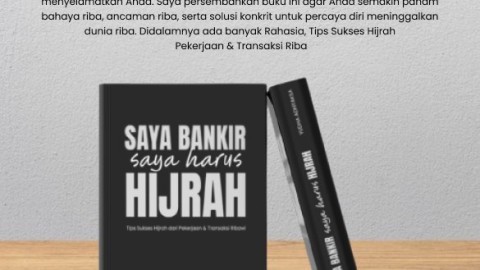 menyelamatkan Anda. Saya persembahkan buku ini agar Anda semakin paham
bahaya riba, ancaman riba, serta solusi konkrit untuk percaya diri meninggalkan
dunia riba. Didalamnya ada banyak Rahasia, Tips Sukses Hijrah
Pekerjaan & Transaksi Riba
SAYA BANKIR
saya harus
HIJRAH
Tips Sukses Hijrah dari Pekerjaan & Transaksi Ribawi
SAYA BANKIR saya harus HIJRAH